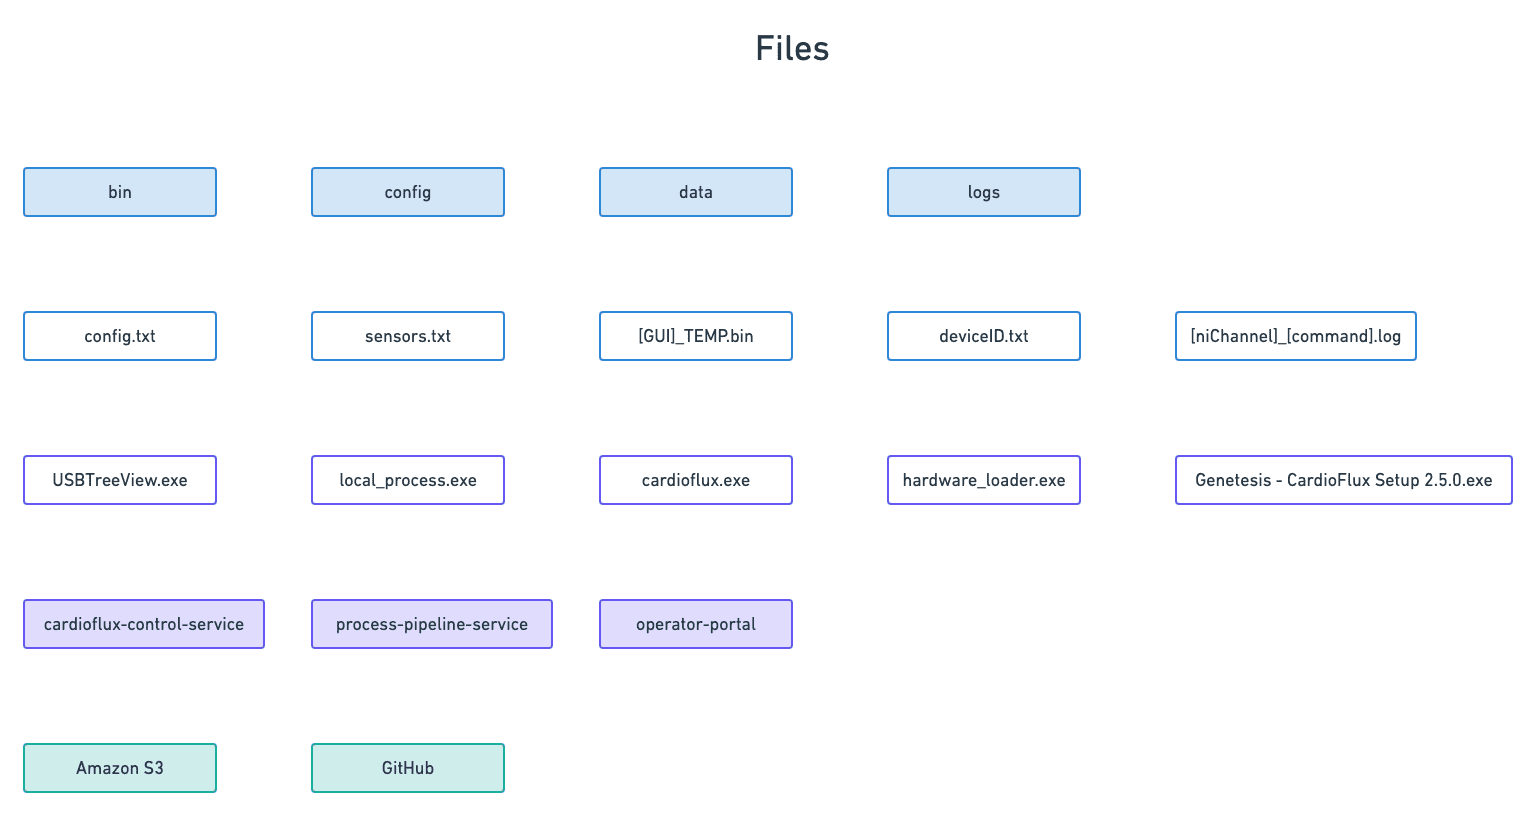 Files
bin
config
data
logs
config.txt
sensors.txt
[GUI]_TEMP.bin
deviceID.txt
[niChannel]_[command].log
USBTreeView.exe
local_process.exe
cardioflux.exe
hardware_loader.exe
Genetesis - CardioFlux Setup 2.5.0.exe
cardioflux-control-service
process-pipeline-service
operator-portal
Amazon S3
GitHub